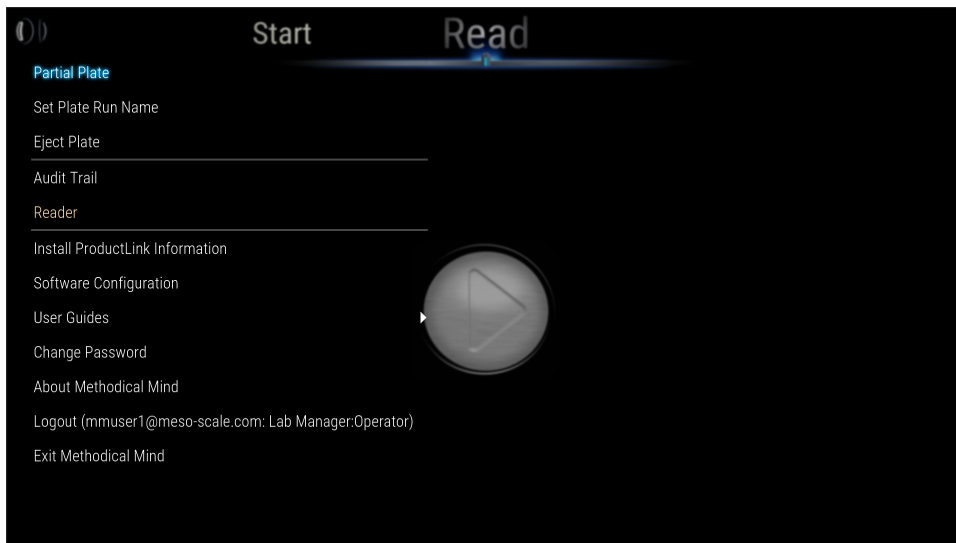 Start
Read
Partial Plate
Set Plate Run Name
Eject Plate
Audit Trail
Reader
Install ProductLink Information
Software Configuration
User Guides
Change Password
About Methodical Mind
Logout (mmuser1@meso-scale.com: Lab Manager:Operator)
Exit Methodical Mind